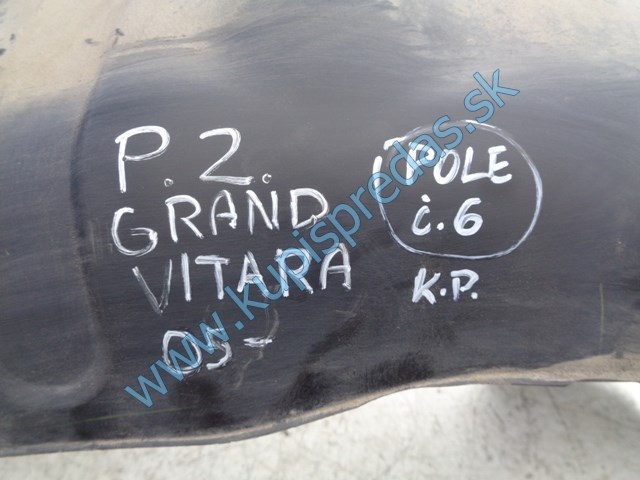 P.2.
GRAND
VITARA
05-
POLE
č.6
K.P.
www.kupispredas.sk